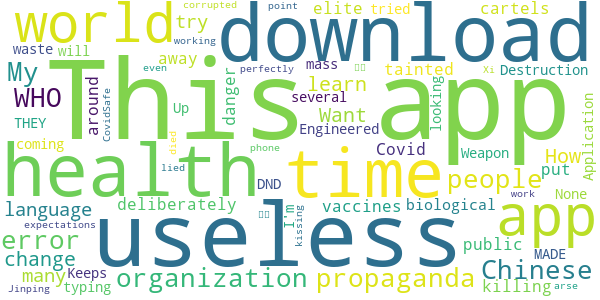 world download
elite cartels
try
corrupted point tried
working will waste away
even perfectly mass
My This app
tainted Destruction
WHO around CovidSafe danger learn several looking Application
THEY Up Want Engineered
coming died Covid Weapon How
health time people put None
lied phone DND Xi
language deliberately I'm vaccines biological work
expectations useless kissing app
error public MADE
change many Keeps typing organization propaganda Chinese
Jinping killing arse